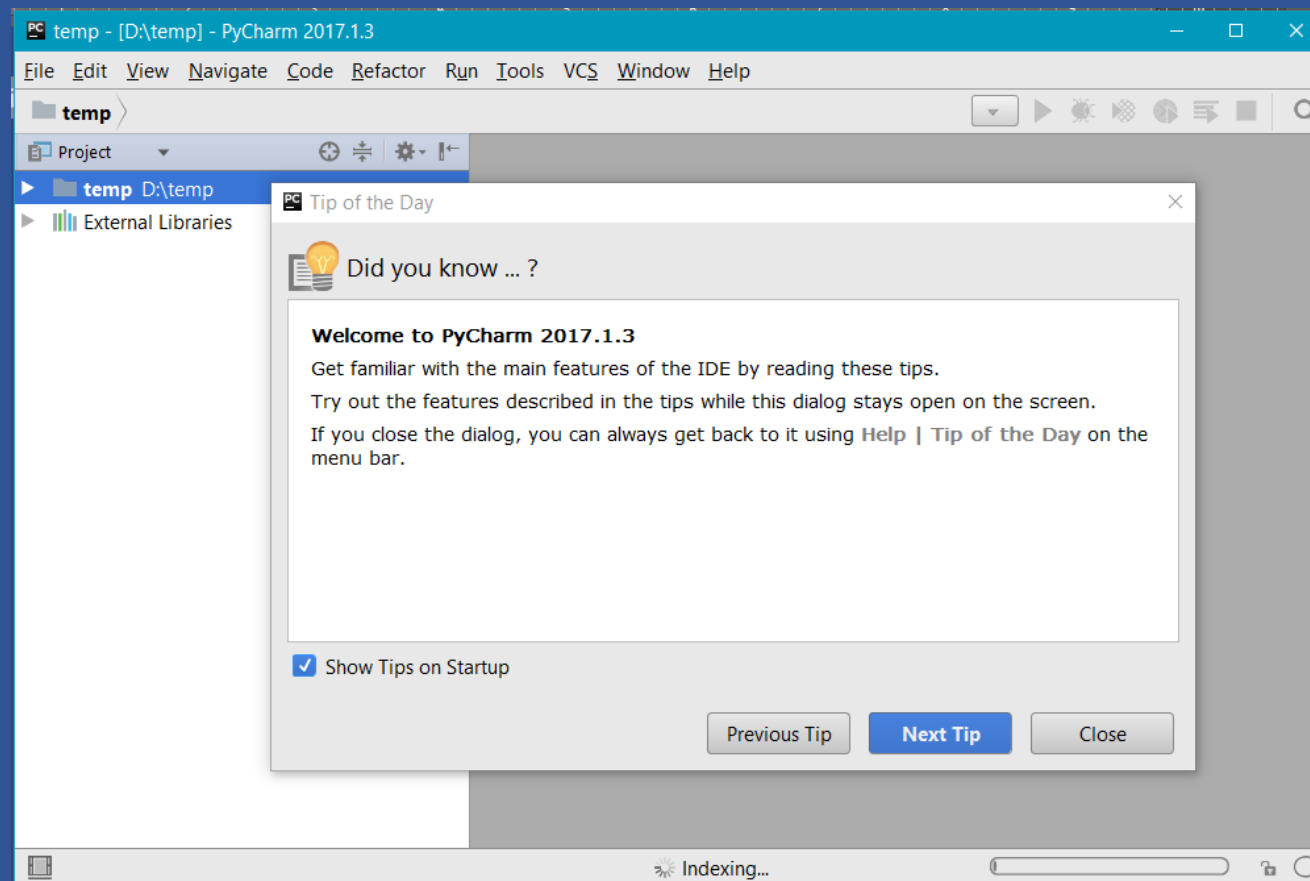 PC temp - [D:\temp] - PyCharm 2017.1.3
File Edit View Navigate Code Refactor Run Tools VCS Window Help
temp
Project
temp D:\temp
External Libraries
PC Tip of the Day
Did you know ... ?
Welcome to PyCharm 2017.1.3
Get familiar with the main features of the IDE by reading these tips.
Try out the features described in the tips while this dialog stays open on the screen.
If you close the dialog, you can always get back to it using Help | Tip of the Day on the
menu bar.
Show Tips on Startup
Previous Tip Next Tip Close
Indexing...